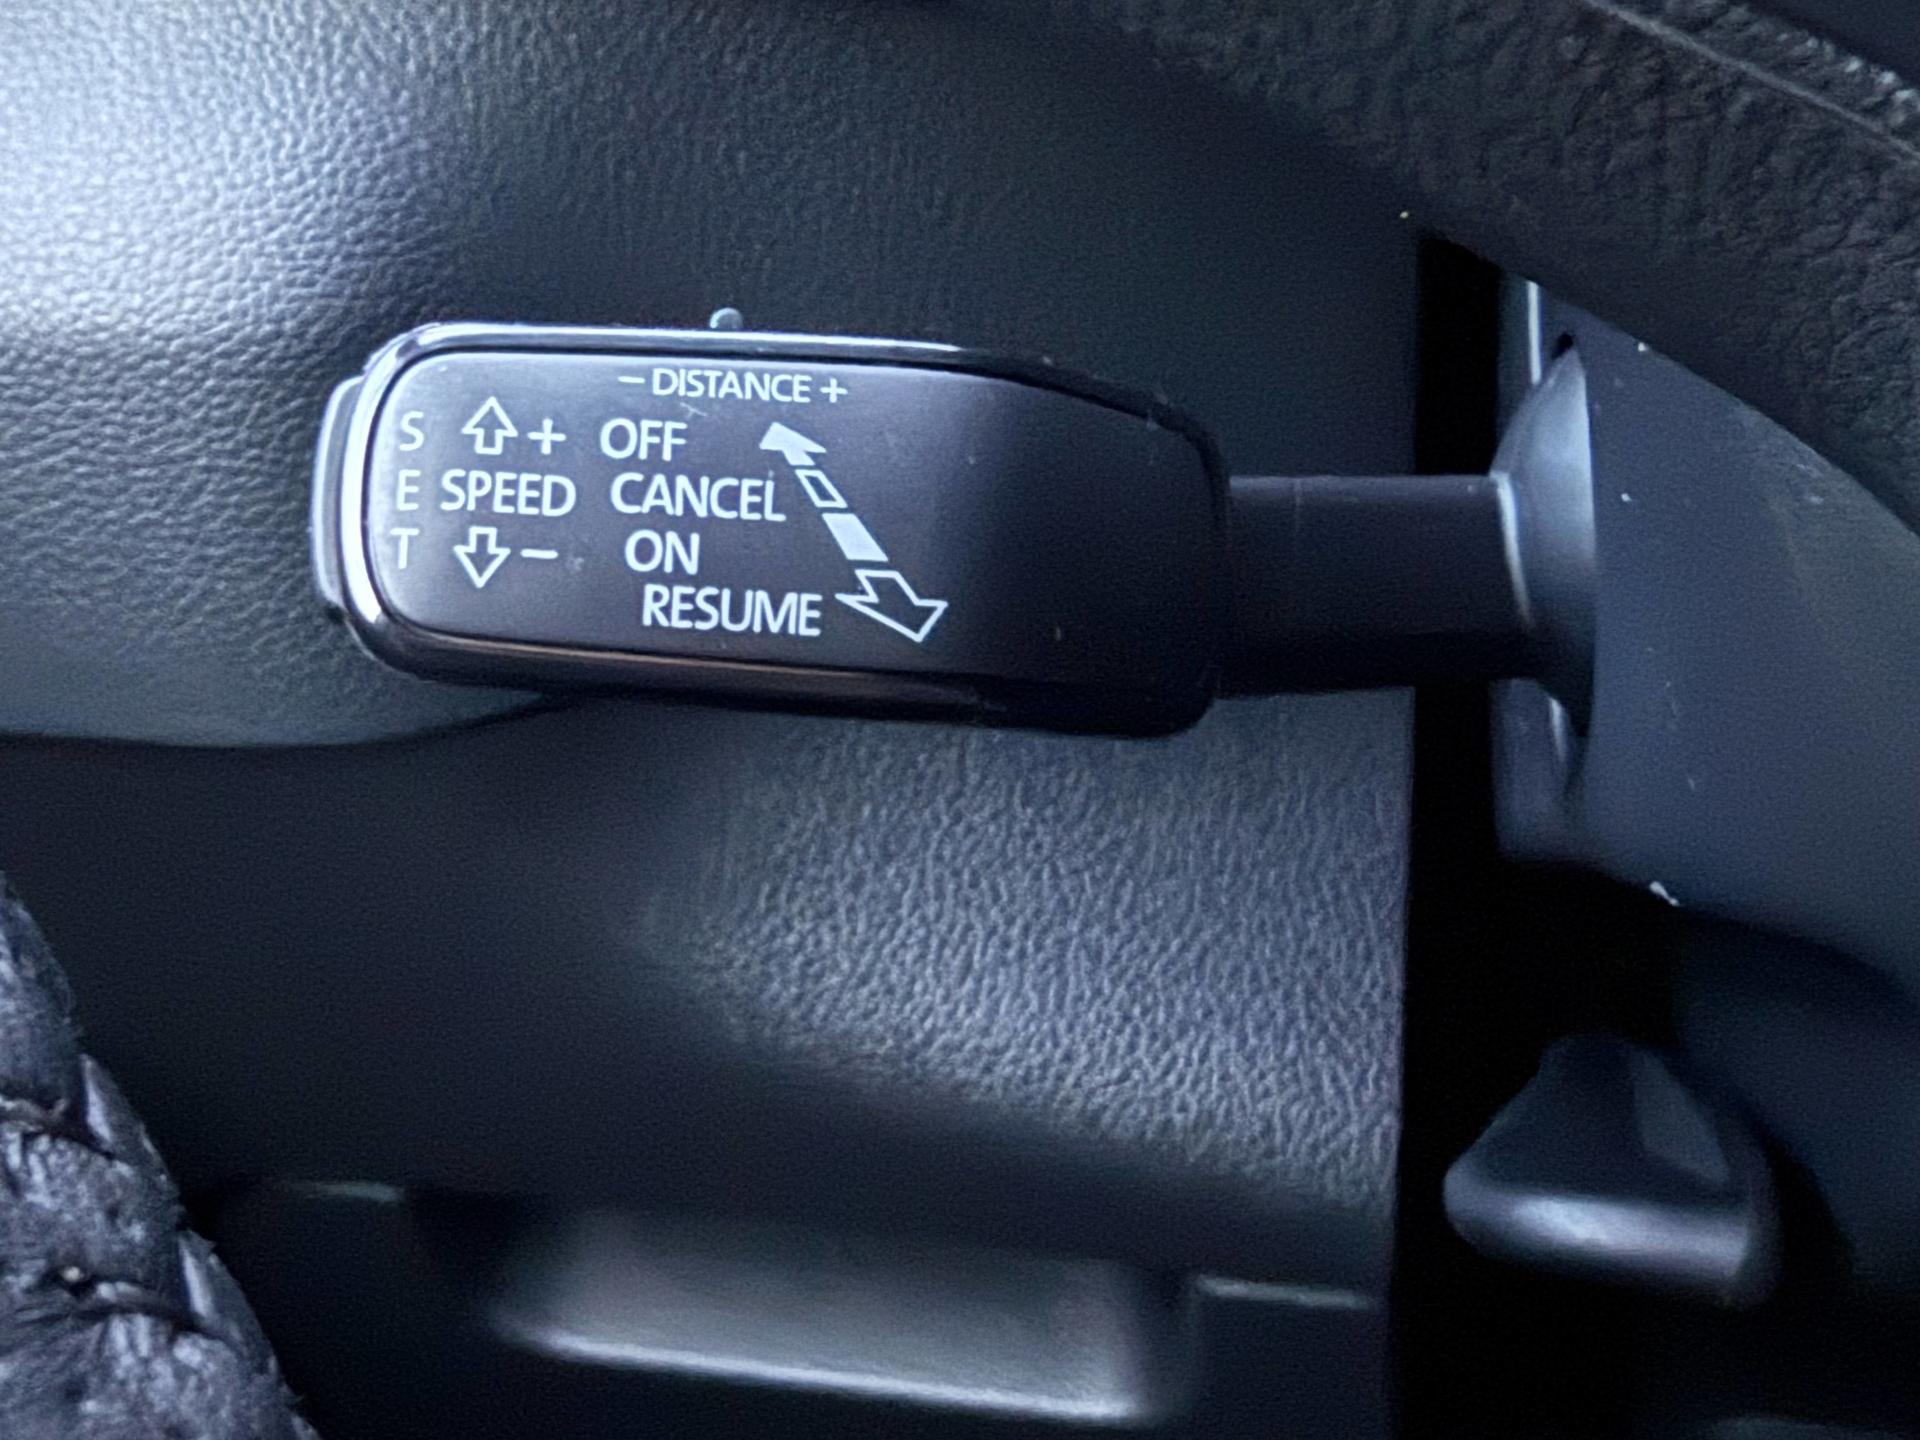 − DISTANCE +
S + OFF
E SPEED CANCEL
T − ON
RESUME